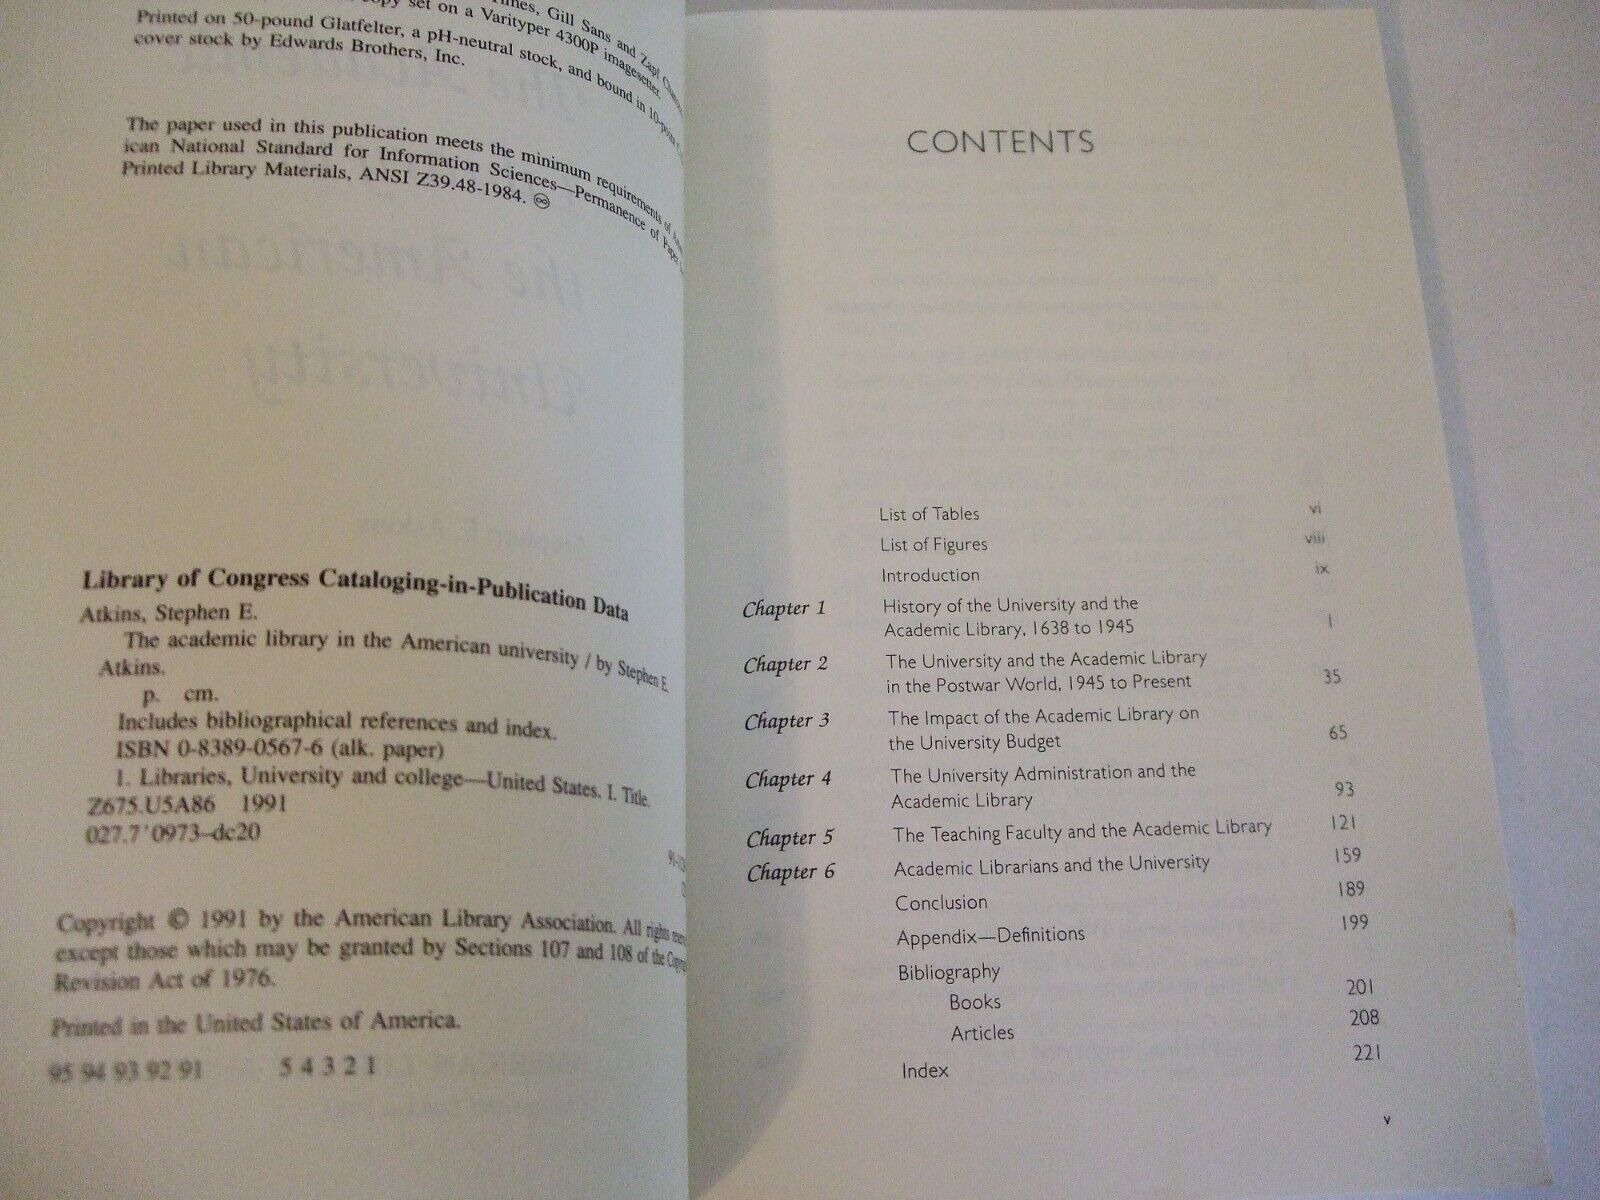 copy set on a Varityper 4300P imagesetter.
Printed on 50-pound Glatfelter, a pH-neutral stock, and bound in 10-point
cover stock by Edwards Brothers, Inc.
The paper used in this publication meets the minimum requirements of
ican National Standard for Information Sciences—Permanence of Paper
Printed Library Materials, ANSI Z39.48-1984. ♾
Library of Congress Cataloging-in-Publication Data
Atkins, Stephen E.
The academic library in the American university / by Stephen E.
Atkins.
p. cm.
Includes bibliographical references and index.
ISBN 0-8389-0567-6 (alk. paper)
1. Libraries, University and college—United States. I. Title.
Z675.U5A86 1991
027.7'0973–dc20
Copyright © 1991 by the American Library Association. All rights
except those which may be granted by Sections 107 and 108 of the
Revision Act of 1976.
Printed in the United States of America.
95 94 93 92 91 5 4 3 2 1
CONTENTS
List of Tables vi
List of Figures viii
Introduction ix
Chapter 1 History of the University and the
Academic Library, 1638 to 1945 1
Chapter 2 The University and the Academic Library
in the Postwar World, 1945 to Present 35
Chapter 3 The Impact of the Academic Library on
the University Budget 65
Chapter 4 The University Administration and the
Academic Library 93
Chapter 5 The Teaching Faculty and the Academic Library 121
Chapter 6 Academic Librarians and the University 159
Conclusion 189
Appendix—Definitions 199
Bibliography
Books 201
Articles 208
Index 221
v